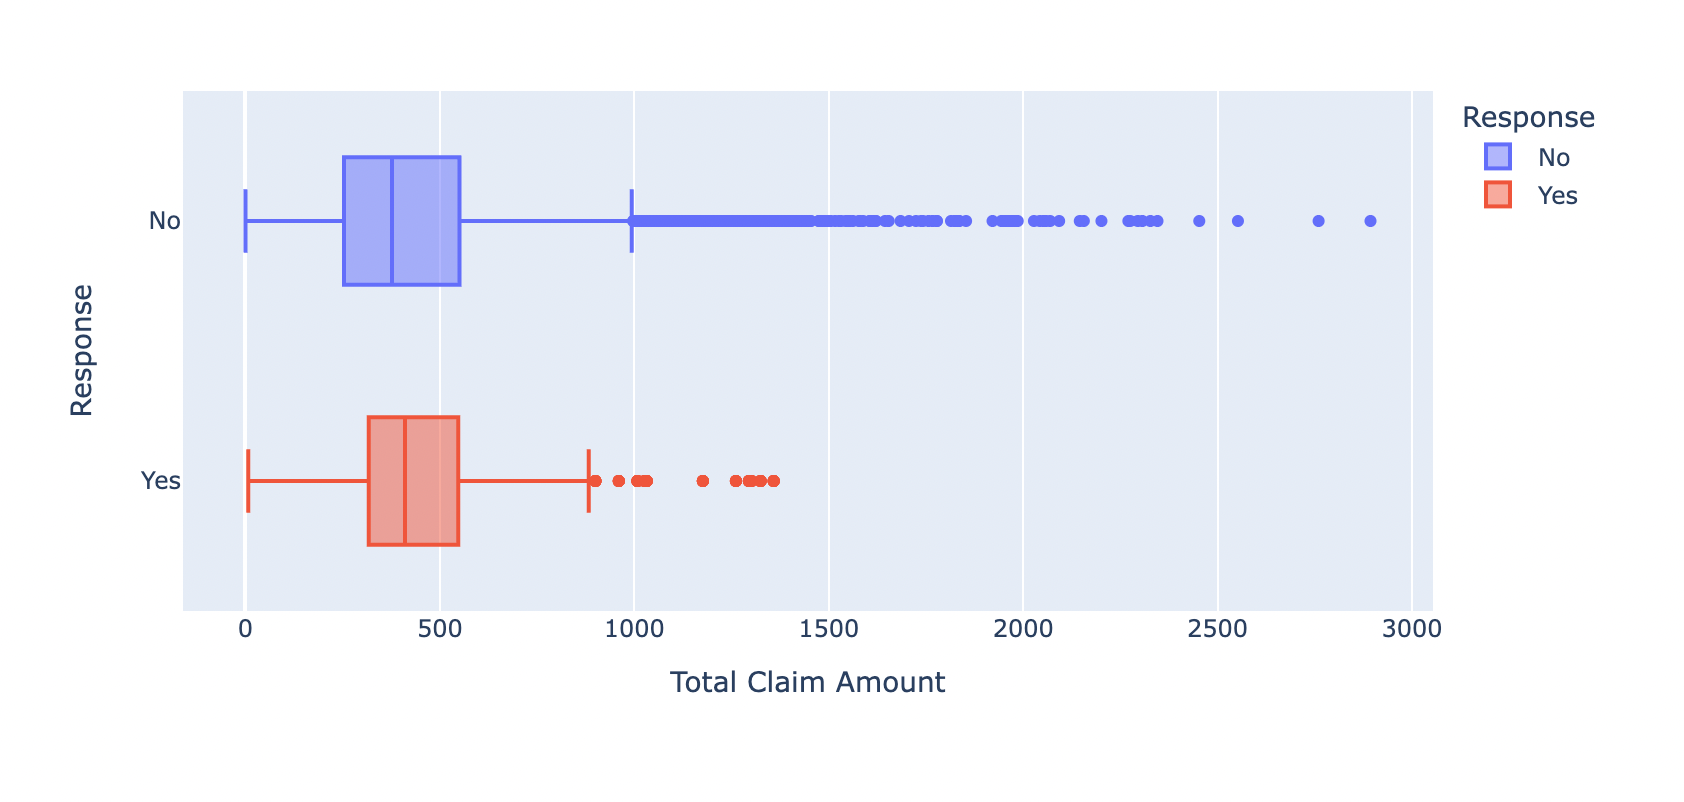 Response
No
Yes
No
Yes
Response
0 500 1000 1500 2000 2500 3000
Total Claim Amount